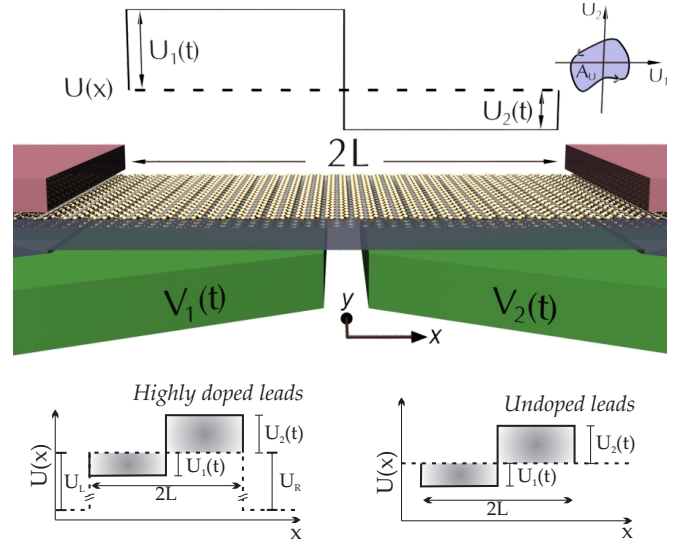 U₂
U₁(t)
U(x)
A_U
U₁
U₂(t)
2L
V₁(t)
V₂(t)
y
x
Highly doped leads
U(x)
U_L
U₂(t)
U₁(t)
2L
U_R
x
Undoped leads
U(x)
U₂(t)
U₁(t)
2L
x